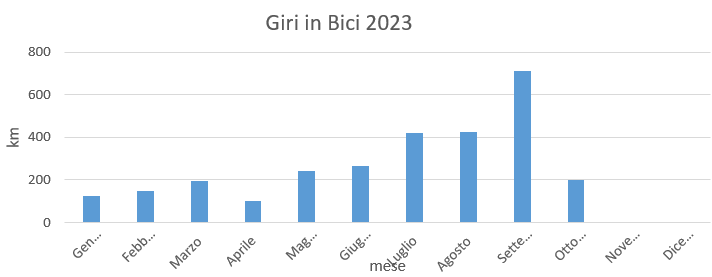 Giri in Bici 2023
800
600
400
200
0
km
Gen...
Febb...
Marzo
Aprile
Mag...
Giug...
Luglio
Agosto
Sette...
Otto...
Nove...
Dice...
mese